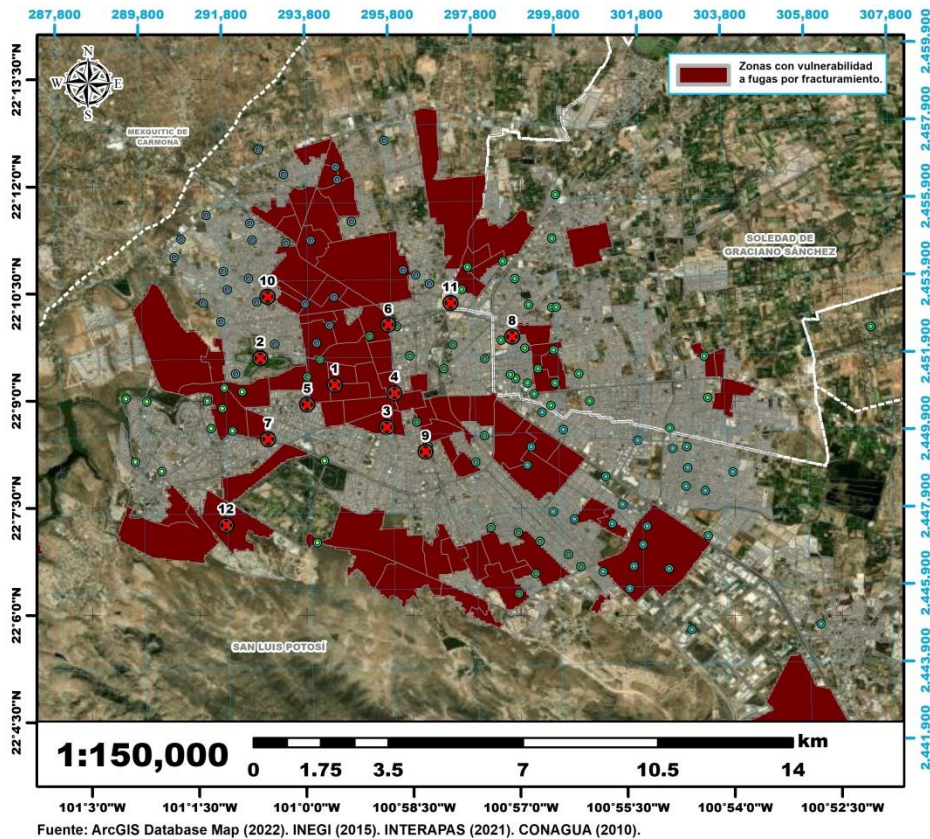 287,800 289,800 291,800 293,800 295,800 297,800 299,800 301,800 303,800 305,800 307,800
2.459.900
22°13'30"N
N
W E
S
Zonas con vulnerabilidad
a fugas por fracturamiento.
2.457.900
MEXQUITIC DE
CARMONA
22°12'0"N
2.455.900
SOLEDAD DE
GRACIANO SÁNCHEZ
2.453.900
22°10'30"N
10
11
6
8
2
2.451.900
1
4
5
22°9'0"N
3
7
9
2.449.900
22°7'30"N
12
2.447.900
2.445.900
22°6'0"N
SAN LUIS POTOSÍ
2.443.900
22°4'30"N
2.441.900
1:150,000
km
0 1.75 3.5 7 10.5 14
101°3'0"W 101°11'30"W 101°0'0"W 100°58'30"W 100°57'0"W 100°55'30"W 100°54'0"W 100°52'30"W
Fuente: ArcGIS Database Map (2022). INEGI (2015). INTERAPAS (2021). CONAGUA (2010).